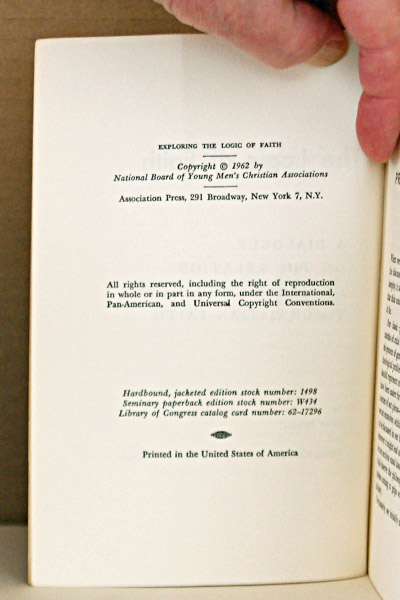 EXPLORING THE LOGIC OF FAITH
Copyright © 1962 by
National Board of Young Men's Christian Associations
Association Press, 291 Broadway, New York 7, N.Y.
All rights reserved, including the right of reproduction
in whole or in part in any form, under the International,
Pan-American, and Universal Copyright Conventions.
Hardbound, jacketed edition stock number: 1498
Seminary paperback edition stock number: W434
Library of Congress catalog card number: 62-17296
Printed in the United States of America